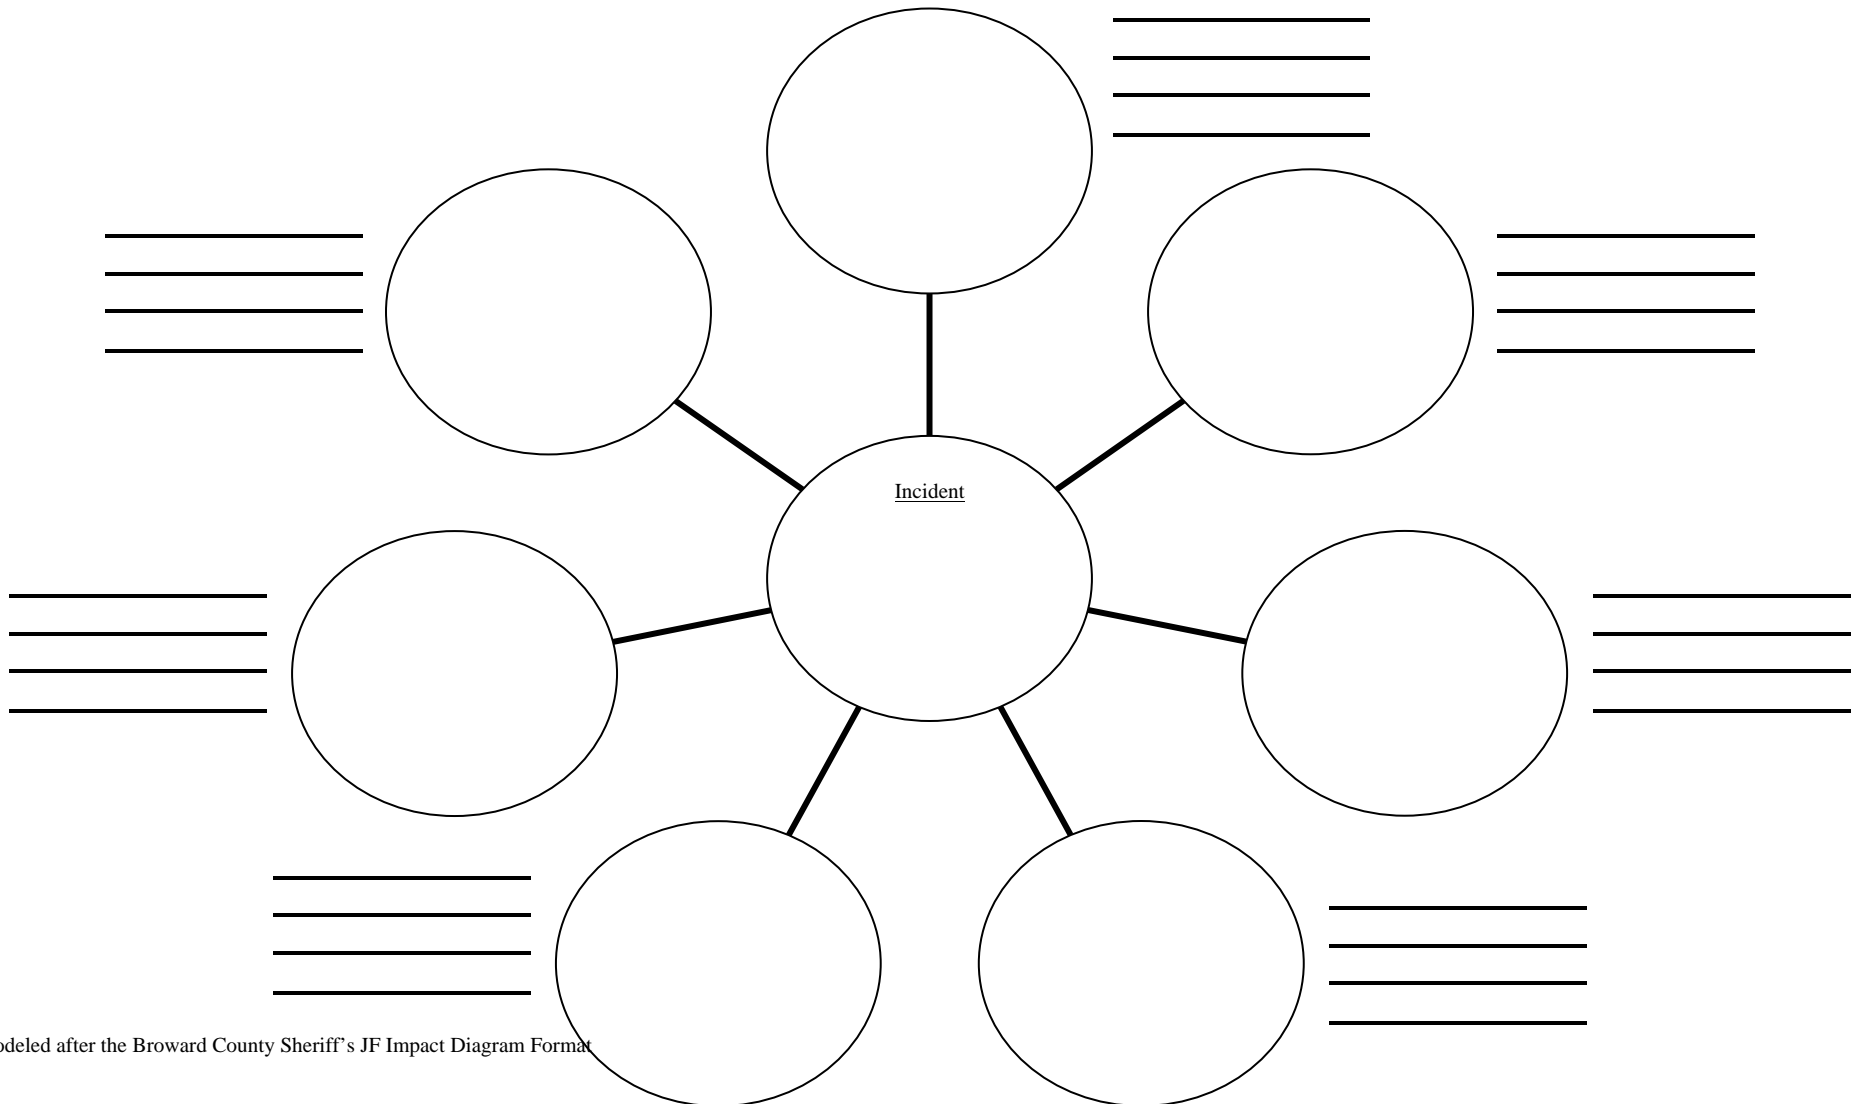 Incident
odeled after the Broward County Sheriff’s JF Impact Diagram Format